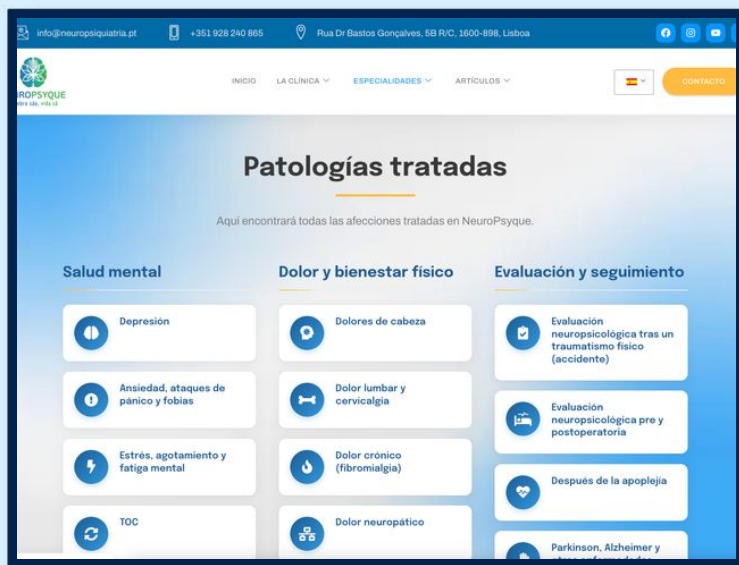 info@neuropsiquiatria.pt
+351 928 240 865
Rua Dr Bastos Gonçalves, 5B R/C, 1600-898, Lisboa
INICIO
LA CLÍNICA
ESPECIALIDADES
ARTÍCULOS
CONTACTO
Patologías tratadas
Aquí encontrará todas las afecciones tratadas en NeuroPsyque.
Salud mental
Depresión
Ansiedad, ataques de
pánico y fobias
Estrés, agotamiento y
fatiga mental
TOC
Dolor y bienestar físico
Dolores de cabeza
Dolor lumbar y
cervicalgia
Dolor crónico
(fibromialgia)
Dolor neuropático
Evaluación y seguimiento
Evaluación
neuropsicológica tras un
traumatismo físico
(accidente)
Evaluación
neuropsicológica pre y
postoperatoria
Después de la apoplejía
Parkinson, Alzheimer y